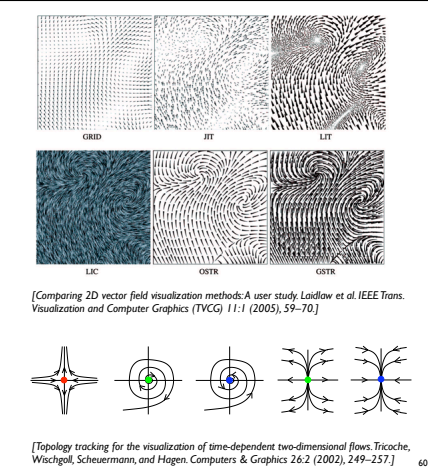 GRID JIT LIT
LIC OSTR GSTR
[Comparing 2D vector field visualization methods: A user study. Laidlaw et al. IEEE Trans.
Visualization and Computer Graphics (TVCG) 11:1 (2005), 59–70.]
[Topology tracking for the visualization of time-dependent two-dimensional flows. Tricoche,
Wischgoll, Scheuermann, and Hagen. Computers & Graphics 26:2 (2002), 249–257.]
60